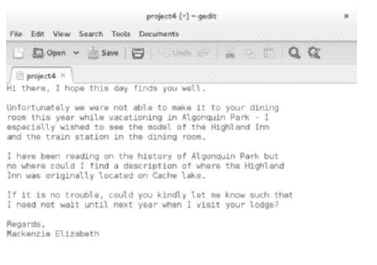 project4 (~) - gedit
File Edit View Search Tools Documents
Open Save Undo
project4
Hi there, I hope this day finds you well.
Unfortunately we were not able to make it to your dining
room this year while vacationing in Algonquin Park - I
especially wished to see the model of the Highland Inn
and the train station in the dining room.
I have been reading on the history of Algonquin Park but
no where could I find a description of where the Highland
Inn was originally located on Cache lake.
If it is no trouble, could you kindly let me know such that
I need not wait until next year when I visit your lodge?
Regards,
Mackenzie Elizabeth